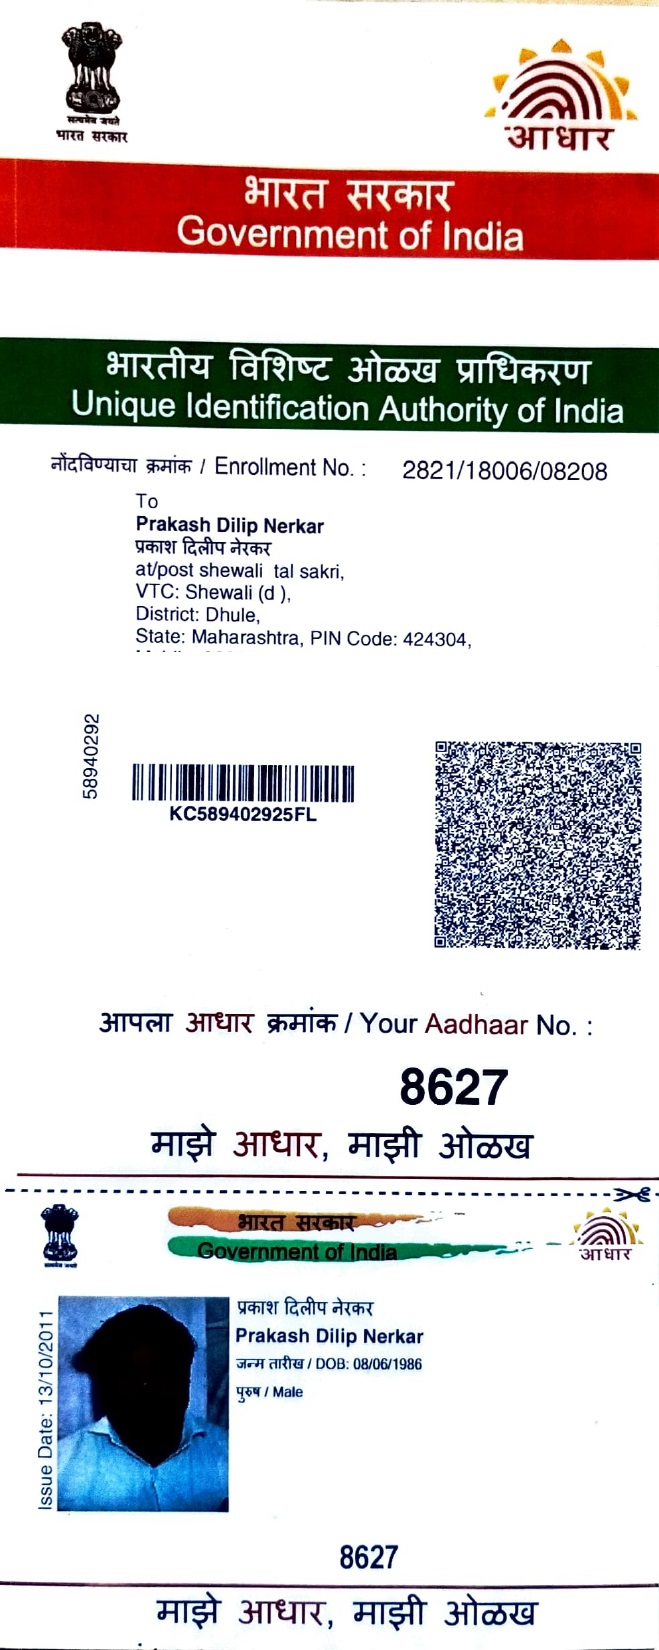 सत्यमेव जयते
भारत सरकार
आधार
भारत सरकार
Government of India
भारतीय विशिष्ट ओळख प्राधिकरण
Unique Identification Authority of India
नोंदविण्याचा क्रमांक / Enrollment No. : 2821/18006/08208
To
Prakash Dilip Nerkar
प्रकाश दिलीप नेरकर
at/post shewali tal sakri,
VTC: Shewali (d ),
District: Dhule,
State: Maharashtra, PIN Code: 424304,
58940292
KC589402925FL
आपला आधार क्रमांक / Your Aadhaar No. :
8627
माझे आधार, माझी ओळख
भारत सरकार
Government of India
आधार
Issue Date: 13/10/2011
प्रकाश दिलीप नेरकर
Prakash Dilip Nerkar
जन्म तारीख / DOB: 08/06/1986
पुरुष / Male
8627
माझे आधार, माझी ओळख